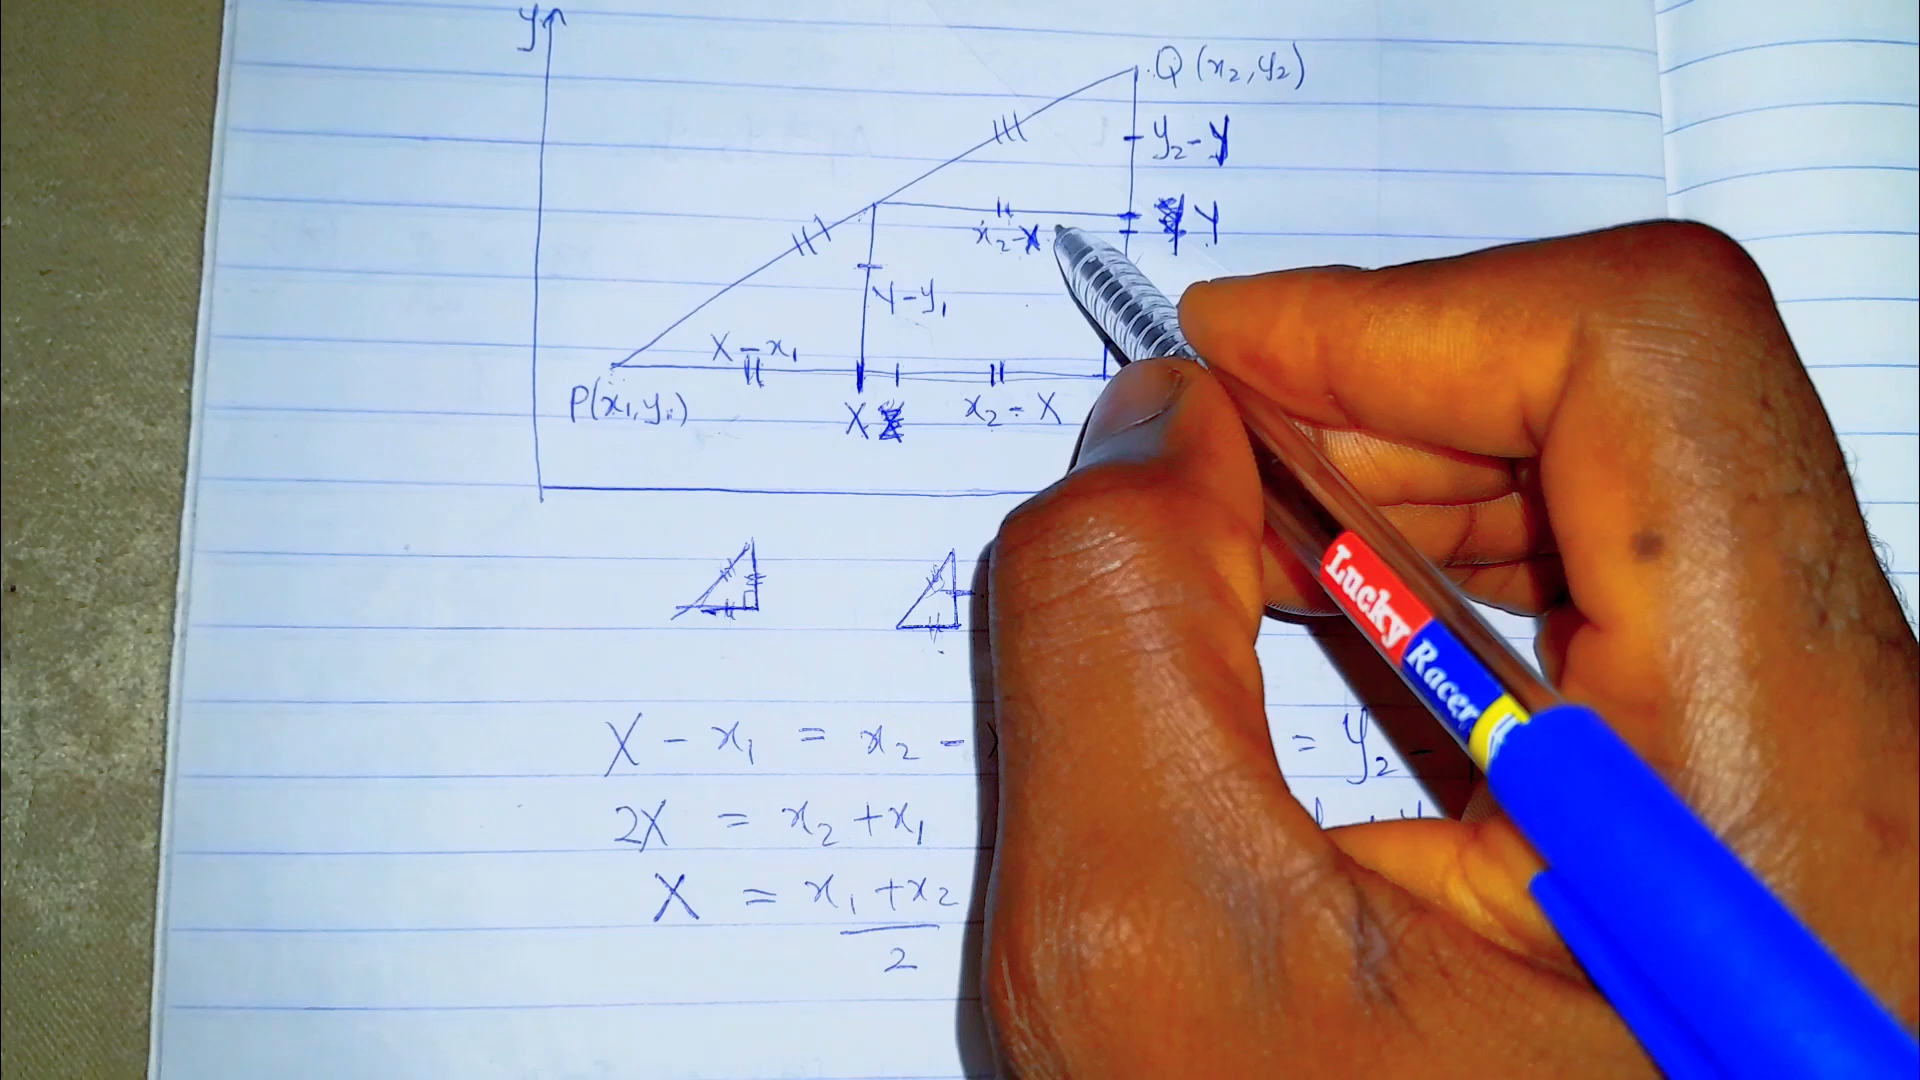 y
Q (x₂, y₂)
y₂ - y
Y
x₂ - X
Y - y₁
X - x₁
P(x₁, y₁)
X
x₂ - X
X - x₁ = x₂ -
= y₂ -
2X = x₂ + x₁
X = x₁ + x₂
2
Lucky Racer